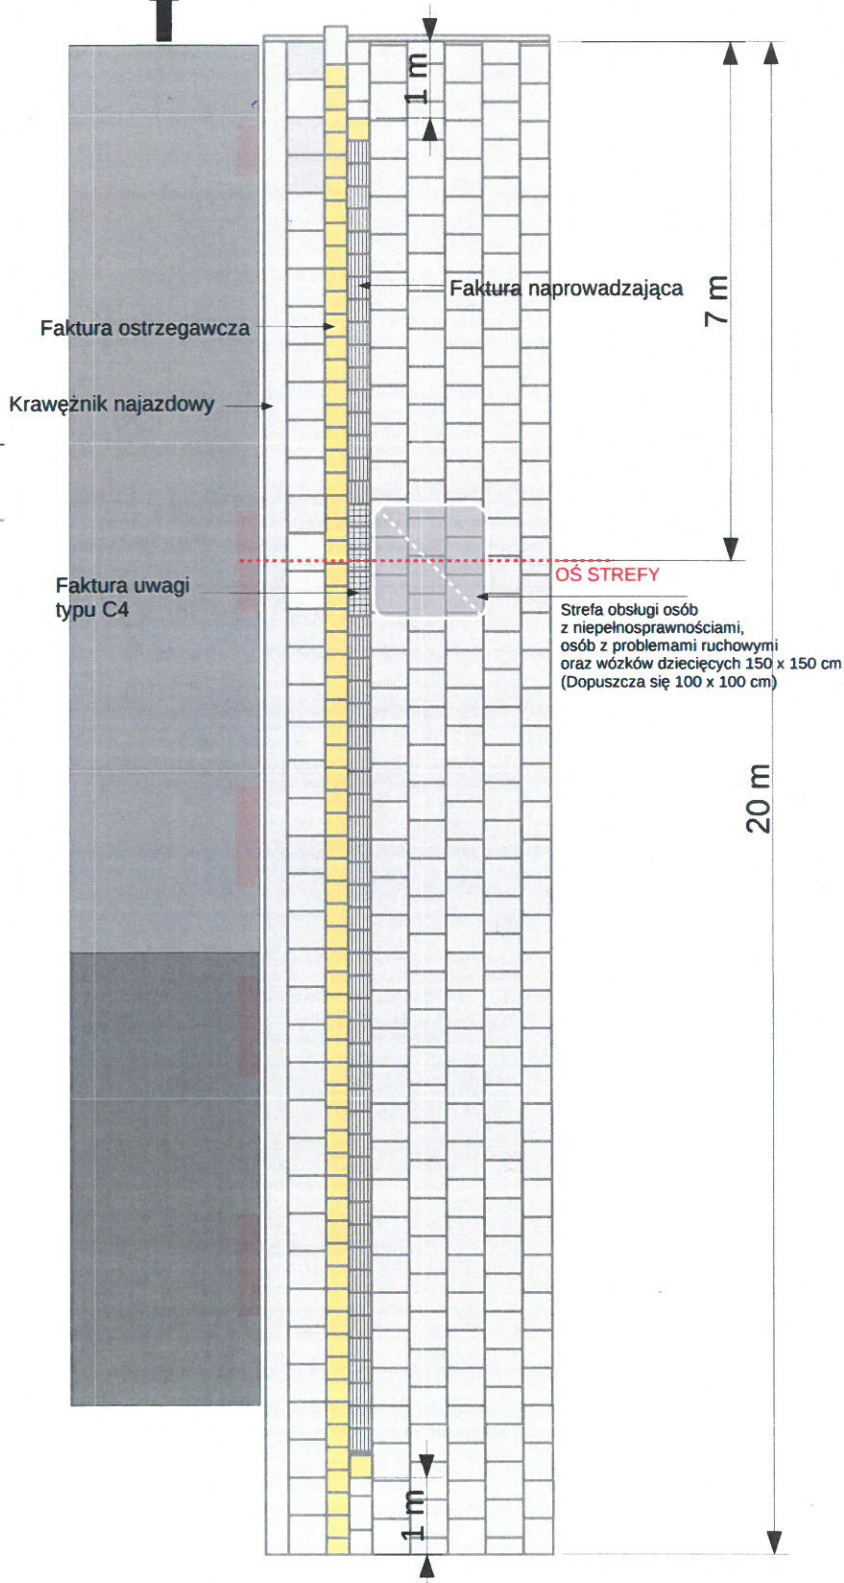 1 m
Faktura naprowadzająca
7 m
Faktura ostrzegawcza
Krawężnik najazdowy
OŚ STREFY
Faktura uwagi
typu C4
Strefa obsługi osób
z niepełnosprawnościami,
osób z problemami ruchowymi
oraz wózków dziecięcych 150 x 150 cm
(Dopuszcza się 100 x 100 cm)
20 m
1 m